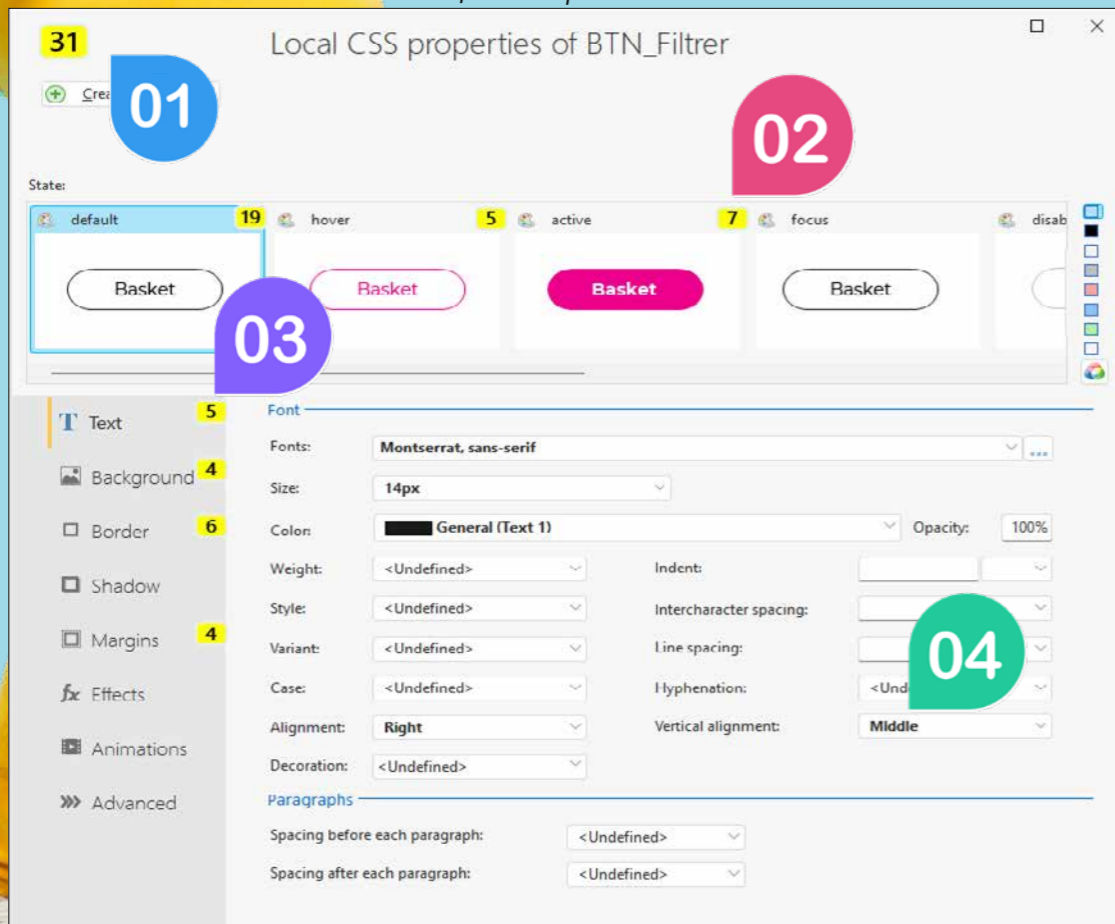 31
Local CSS properties of BTN_Filtrer
01
02
State:
default 19 hover 5 active 7 focus
Basket Basket Basket Basket
03
Text 5
Background 4
Border 6
Shadow
Margins 4
fx Effects
Animations
Advanced
Font
Fonts: Montserrat, sans-serif ...
Size: 14px
Color: General (Text 1) Opacity: 100%
Weight: <Undefined> Indent:
Style: <Undefined> Intercharacter spacing:
Variant: <Undefined> Line spacing:
04
Case: <Undefined> Hyphenation:
Alignment: Right Vertical alignment: Middle
Decoration: <Undefined>
Paragraphs
Spacing before each paragraph: <Undefined>
Spacing after each paragraph: <Undefined>